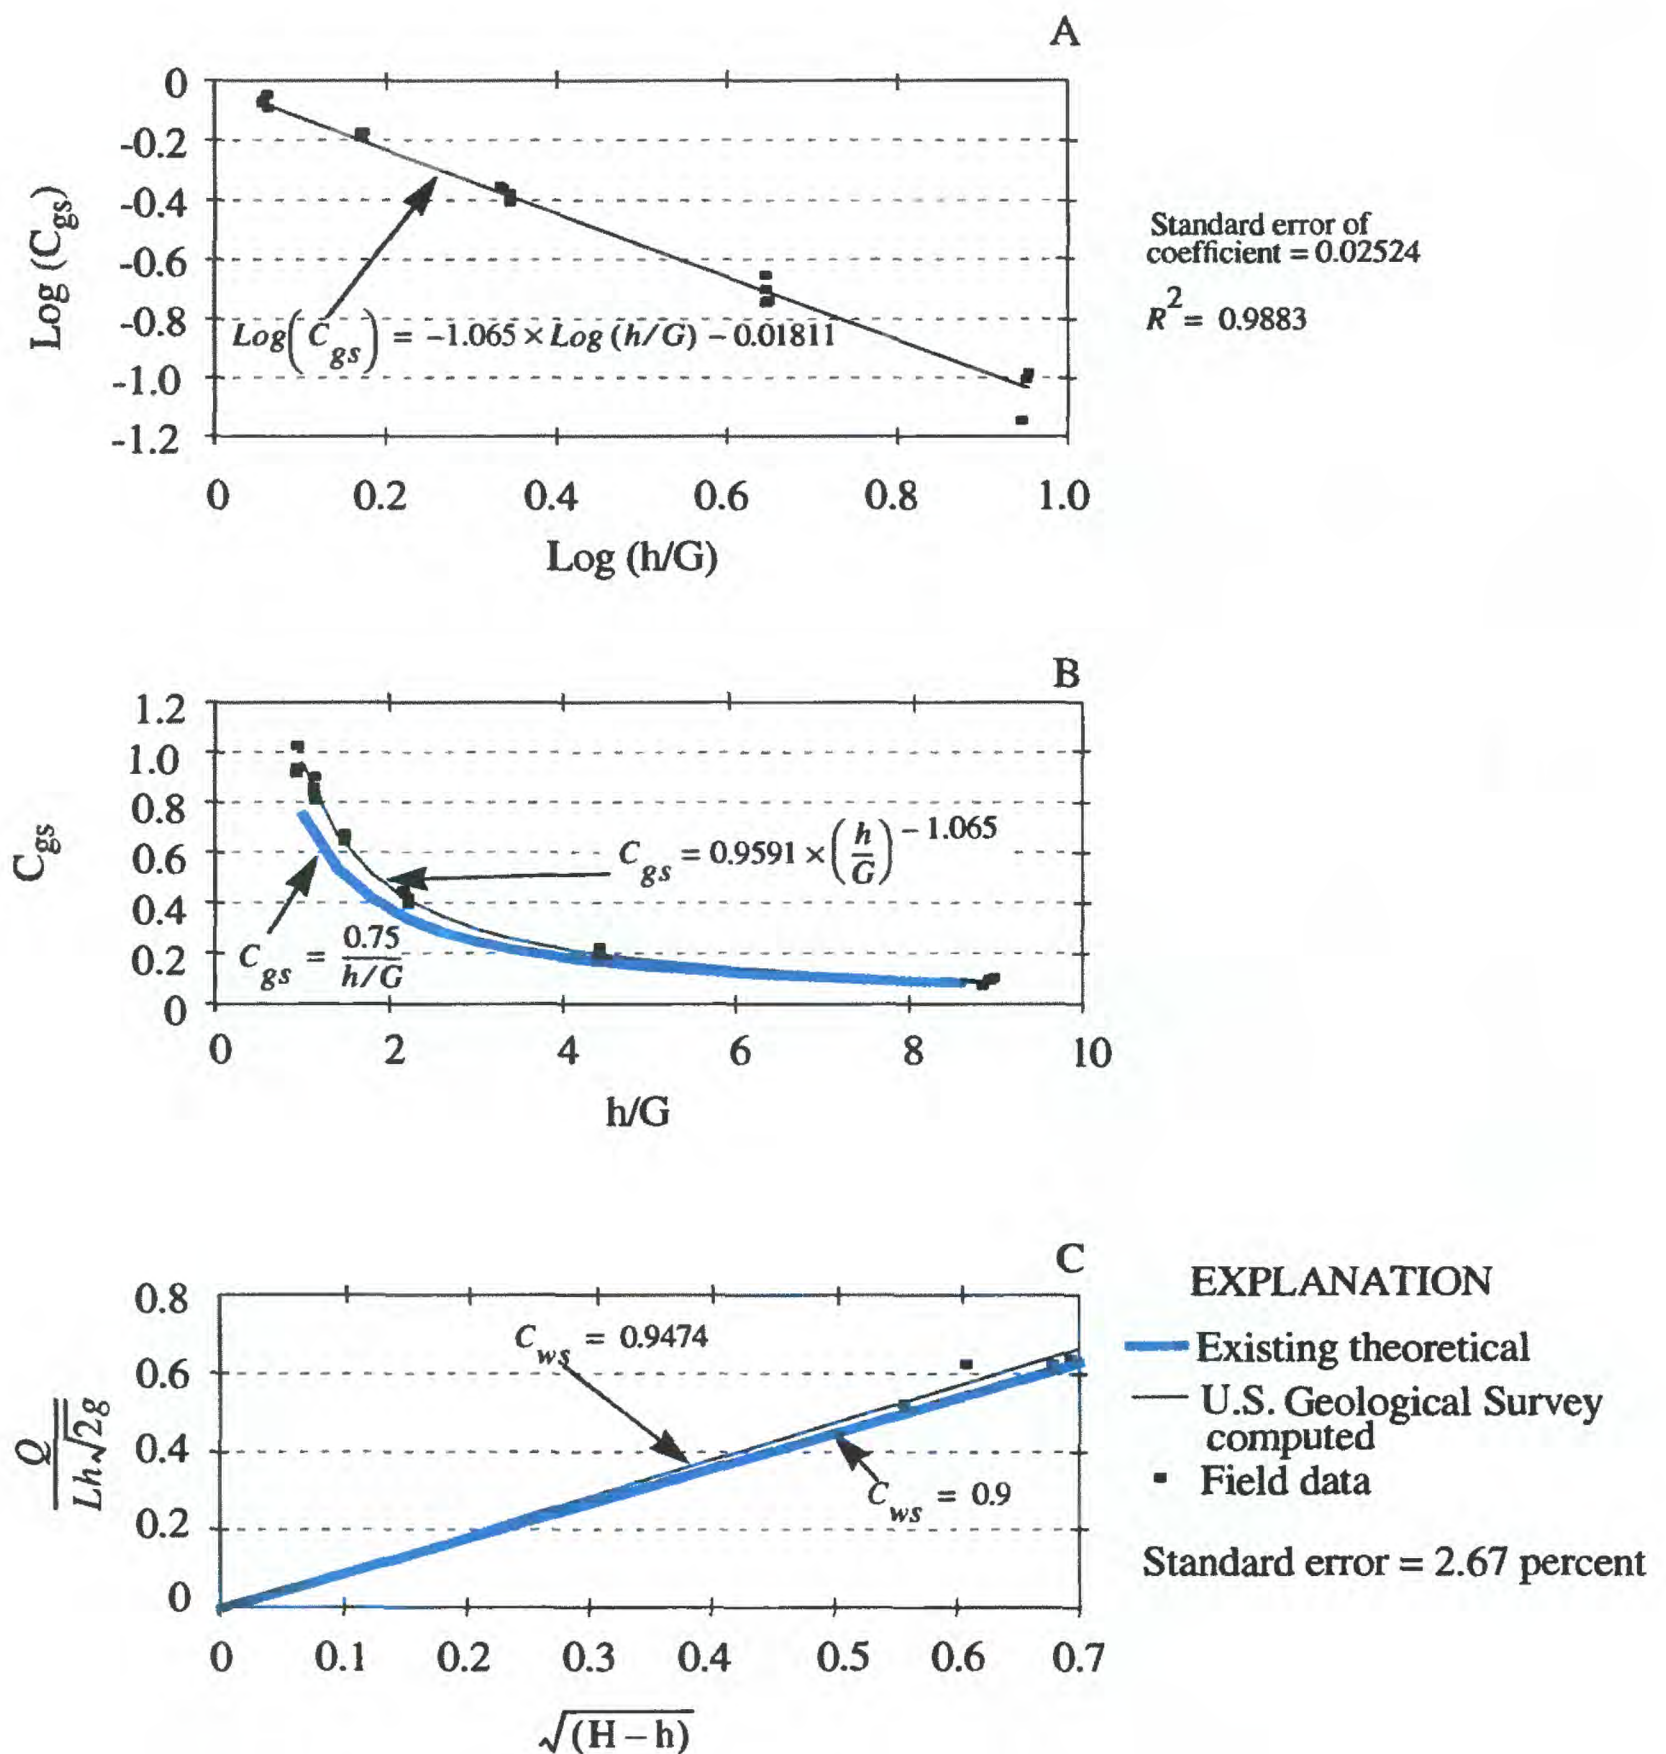 A
0
-0.2
-0.4
-0.6
-0.8
-1.0
-1.2
Log (Cgs)
Log(Cgs) = −1.065 × Log (h/G) − 0.01811
0 0.2 0.4 0.6 0.8 1.0
Log (h/G)
Standard error of
coefficient = 0.02524
R² = 0.9883
B
1.2
1.0
0.8
0.6
0.4
0.2
0
Cgs
Cgs = 0.9591 × (h/G) − 1.065
Cgs = 0.75 / h/G
0 2 4 6 8 10
h/G
C
0.8
0.6
0.4
0.2
0
Q / Lh√2g
Cws = 0.9474
Cws = 0.9
0 0.1 0.2 0.3 0.4 0.5 0.6 0.7
√(H − h)
EXPLANATION
Existing theoretical
U.S. Geological Survey
computed
Field data
Standard error = 2.67 percent